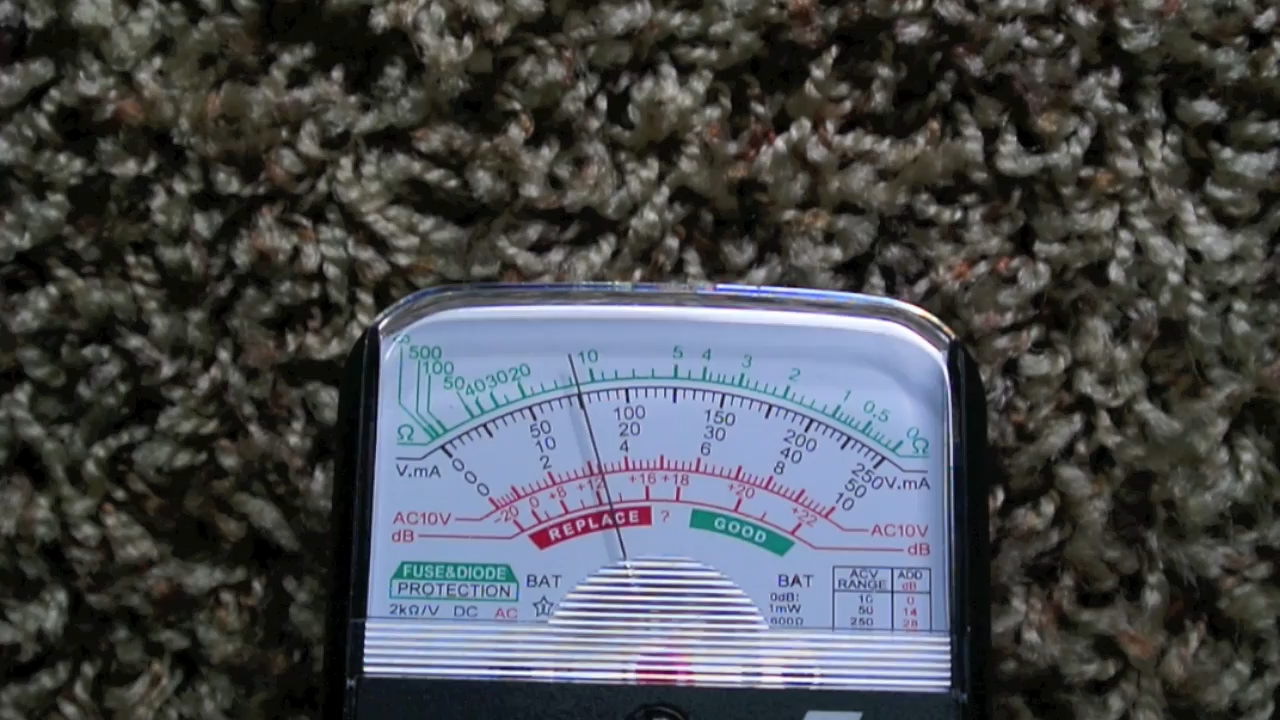 500
100
50 40 30 20 10 5 4 3 2 1 0.5 0 Ω
Ω
V.mA 0 50 100 150 200 250 V.mA
0 10 20 30 40 50
2 4 6 8 10
AC10V AC10V
-20 0 +8 +12 +16 +18 +20 +22
dB dB
REPLACE ? GOOD
FUSE&DIODE
PROTECTION
2kΩ/V DC AC
BAT
BAT
0dB:
1mW
600Ω
ACV RANGE ADD dB
10 0
50 14
250 28